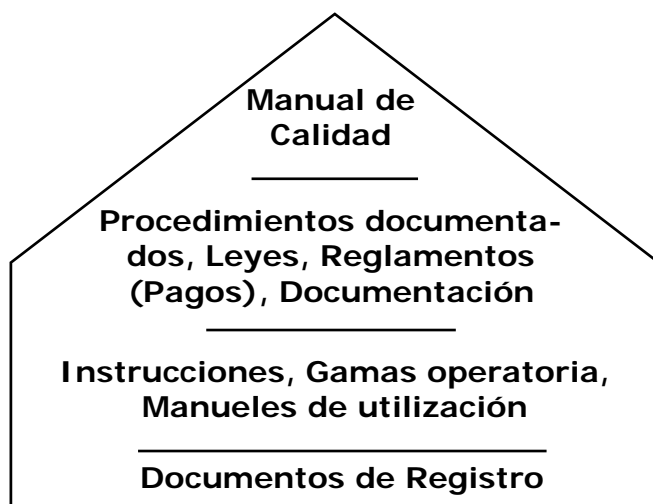 Manual de
Calidad
Procedimientos documenta-
dos, Leyes, Reglamentos
(Pagos), Documentación
Instrucciones, Gamas operatoria,
Manueles de utilización
Documentos de Registro